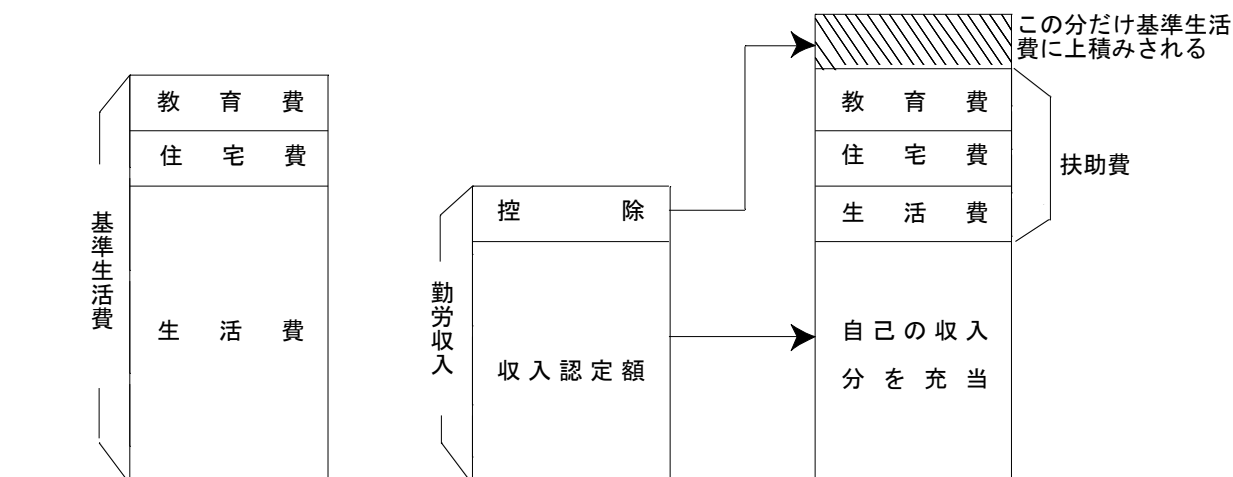 基準生活費
教育費
住宅費
生活費
勤労収入
控除
収入認定額
この分だけ基準生活
費に上積みされる
教育費
住宅費
生活費
扶助費
自己の収入
分を充当